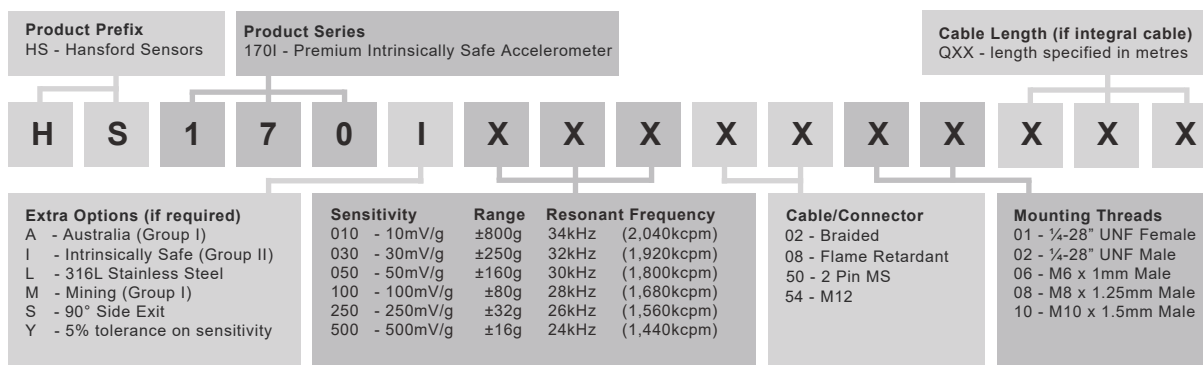 Product Prefix
HS - Hansford Sensors
Product Series
170I - Premium Intrinsically Safe Accelerometer
Cable Length (if integral cable)
QXX - length specified in metres
H S 1 7 0 I X X X X X X X X X X
Extra Options (if required)
A - Australia (Group I)
I - Intrinsically Safe (Group II)
L - 316L Stainless Steel
M - Mining (Group I)
S - 90° Side Exit
Y - 5% tolerance on sensitivity
Sensitivity Range Resonant Frequency
010 - 10mV/g ±800g 34kHz (2,040kcpm)
030 - 30mV/g ±250g 32kHz (1,920kcpm)
050 - 50mV/g ±160g 30kHz (1,800kcpm)
100 - 100mV/g ±80g 28kHz (1,680kcpm)
250 - 250mV/g ±32g 26kHz (1,560kcpm)
500 - 500mV/g ±16g 24kHz (1,440kcpm)
Cable/Connector
02 - Braided
08 - Flame Retardant
50 - 2 Pin MS
54 - M12
Mounting Threads
01 - ¼-28” UNF Female
02 - ¼-28” UNF Male
06 - M6 x 1mm Male
08 - M8 x 1.25mm Male
10 - M10 x 1.5mm Male